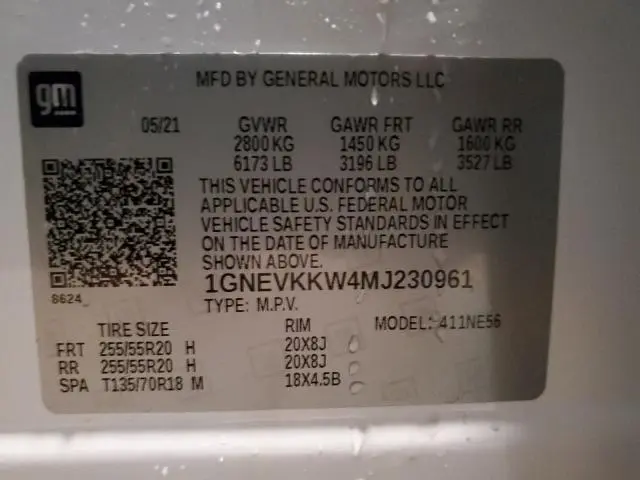 gm
MFD BY GENERAL MOTORS LLC
05/21 GVWR GAWR FRT GAWR RR
2800 KG 1450 KG 1600 KG
6173 LB 3196 LB 3527 LB
THIS VEHICLE CONFORMS TO ALL
APPLICABLE U.S. FEDERAL MOTOR
VEHICLE SAFETY STANDARDS IN EFFECT
ON THE DATE OF MANUFACTURE
SHOWN ABOVE.
1GNEVKKW4MJ230961
8624
TYPE: M.P.V.
TIRE SIZE RIM MODEL: 411NE56
FRT 255/55R20 H 20X8J
RR 255/55R20 H 20X8J
SPA T135/70R18 M 18X4.5B